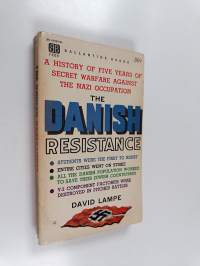 BALLANTINE BOOKS
50¢
A HISTORY OF FIVE YEARS OF
SECRET WARFARE AGAINST
THE NAZI OCCUPATION
THE
DANISH
RESISTANCE
STUDENTS WERE THE FIRST TO RESIST
ENTIRE CITIES WENT ON STRIKE
ALL THE DANISH POPULATION WORKED
TO SAVE THEIR JEWISH COUNTRYMEN
V-2 COMPONENT FACTORIES WERE
DESTROYED IN PITCHED BATTLES
DAVID LAMPE